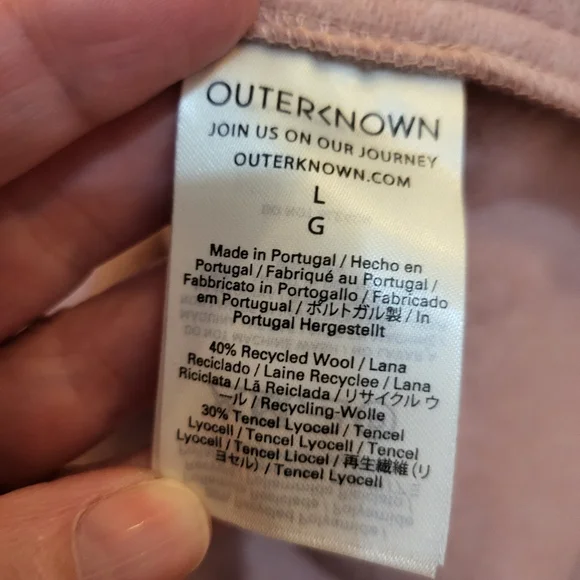 OUTERKNOWN
JOIN US ON OUR JOURNEY
OUTERKNOWN.COM
L
G
Made in Portugal / Hecho en
Portugal / Fabriqué au Portugal /
Fabbricato in Portogallo / Fabricado
em Portugual / ポルトガル製 / In
Portugal Hergestellt
40% Recycled Wool / Lana
Reciclado / Laine Recyclee / Lana
Riciclata / Lã Reiclada / リサイクル ウ
ール / Recycling-Wolle
30% Tencel Lyocell / Tencel
Lyocell / Tencel Lyocell / Tencel
Lyocell / Tencel Liocel / 再生繊維 (リ
ヨセル) / Tencel Lyocell